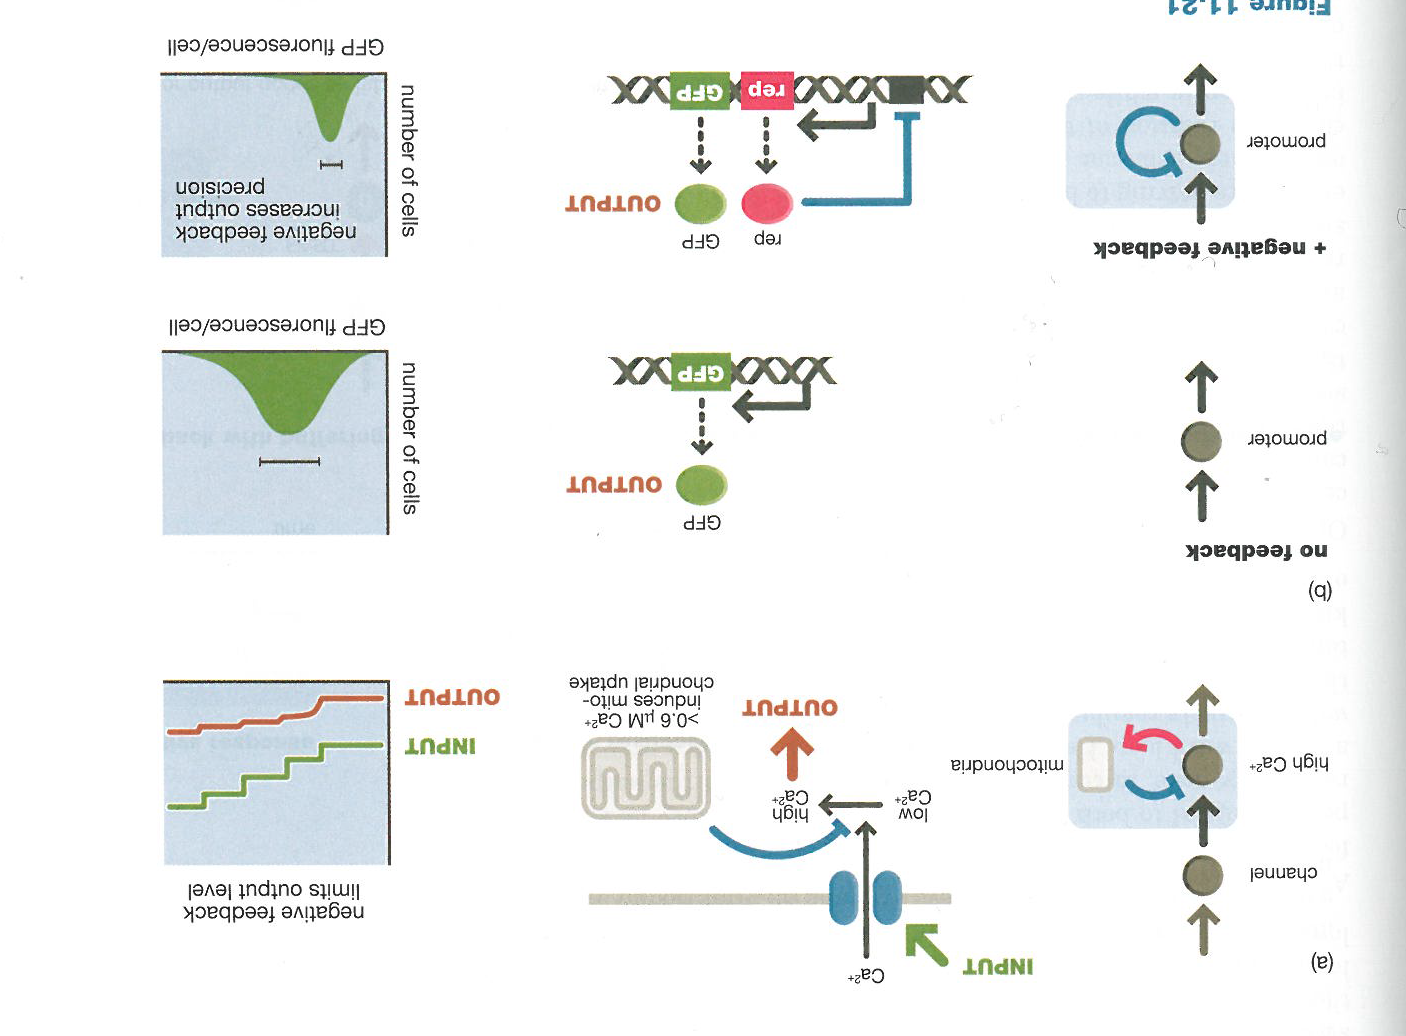 (a)
channel
high Ca²⁺
mitochondria
INPUT
Ca²⁺
low
Ca²⁺
high
Ca²⁺
OUTPUT
>0.6 µM Ca²⁺
induces mito-
chondrial uptake
negative feedback
limits output level
INPUT
OUTPUT
(b)
no feedback
promoter
GFP
OUTPUT
GFP
number of cells
GFP fluorescence/cell
+ negative feedback
promoter
rep
GFP
OUTPUT
rep
GFP
number of cells
negative feedback
increases output
precision
GFP fluorescence/cell
Figure 11-21